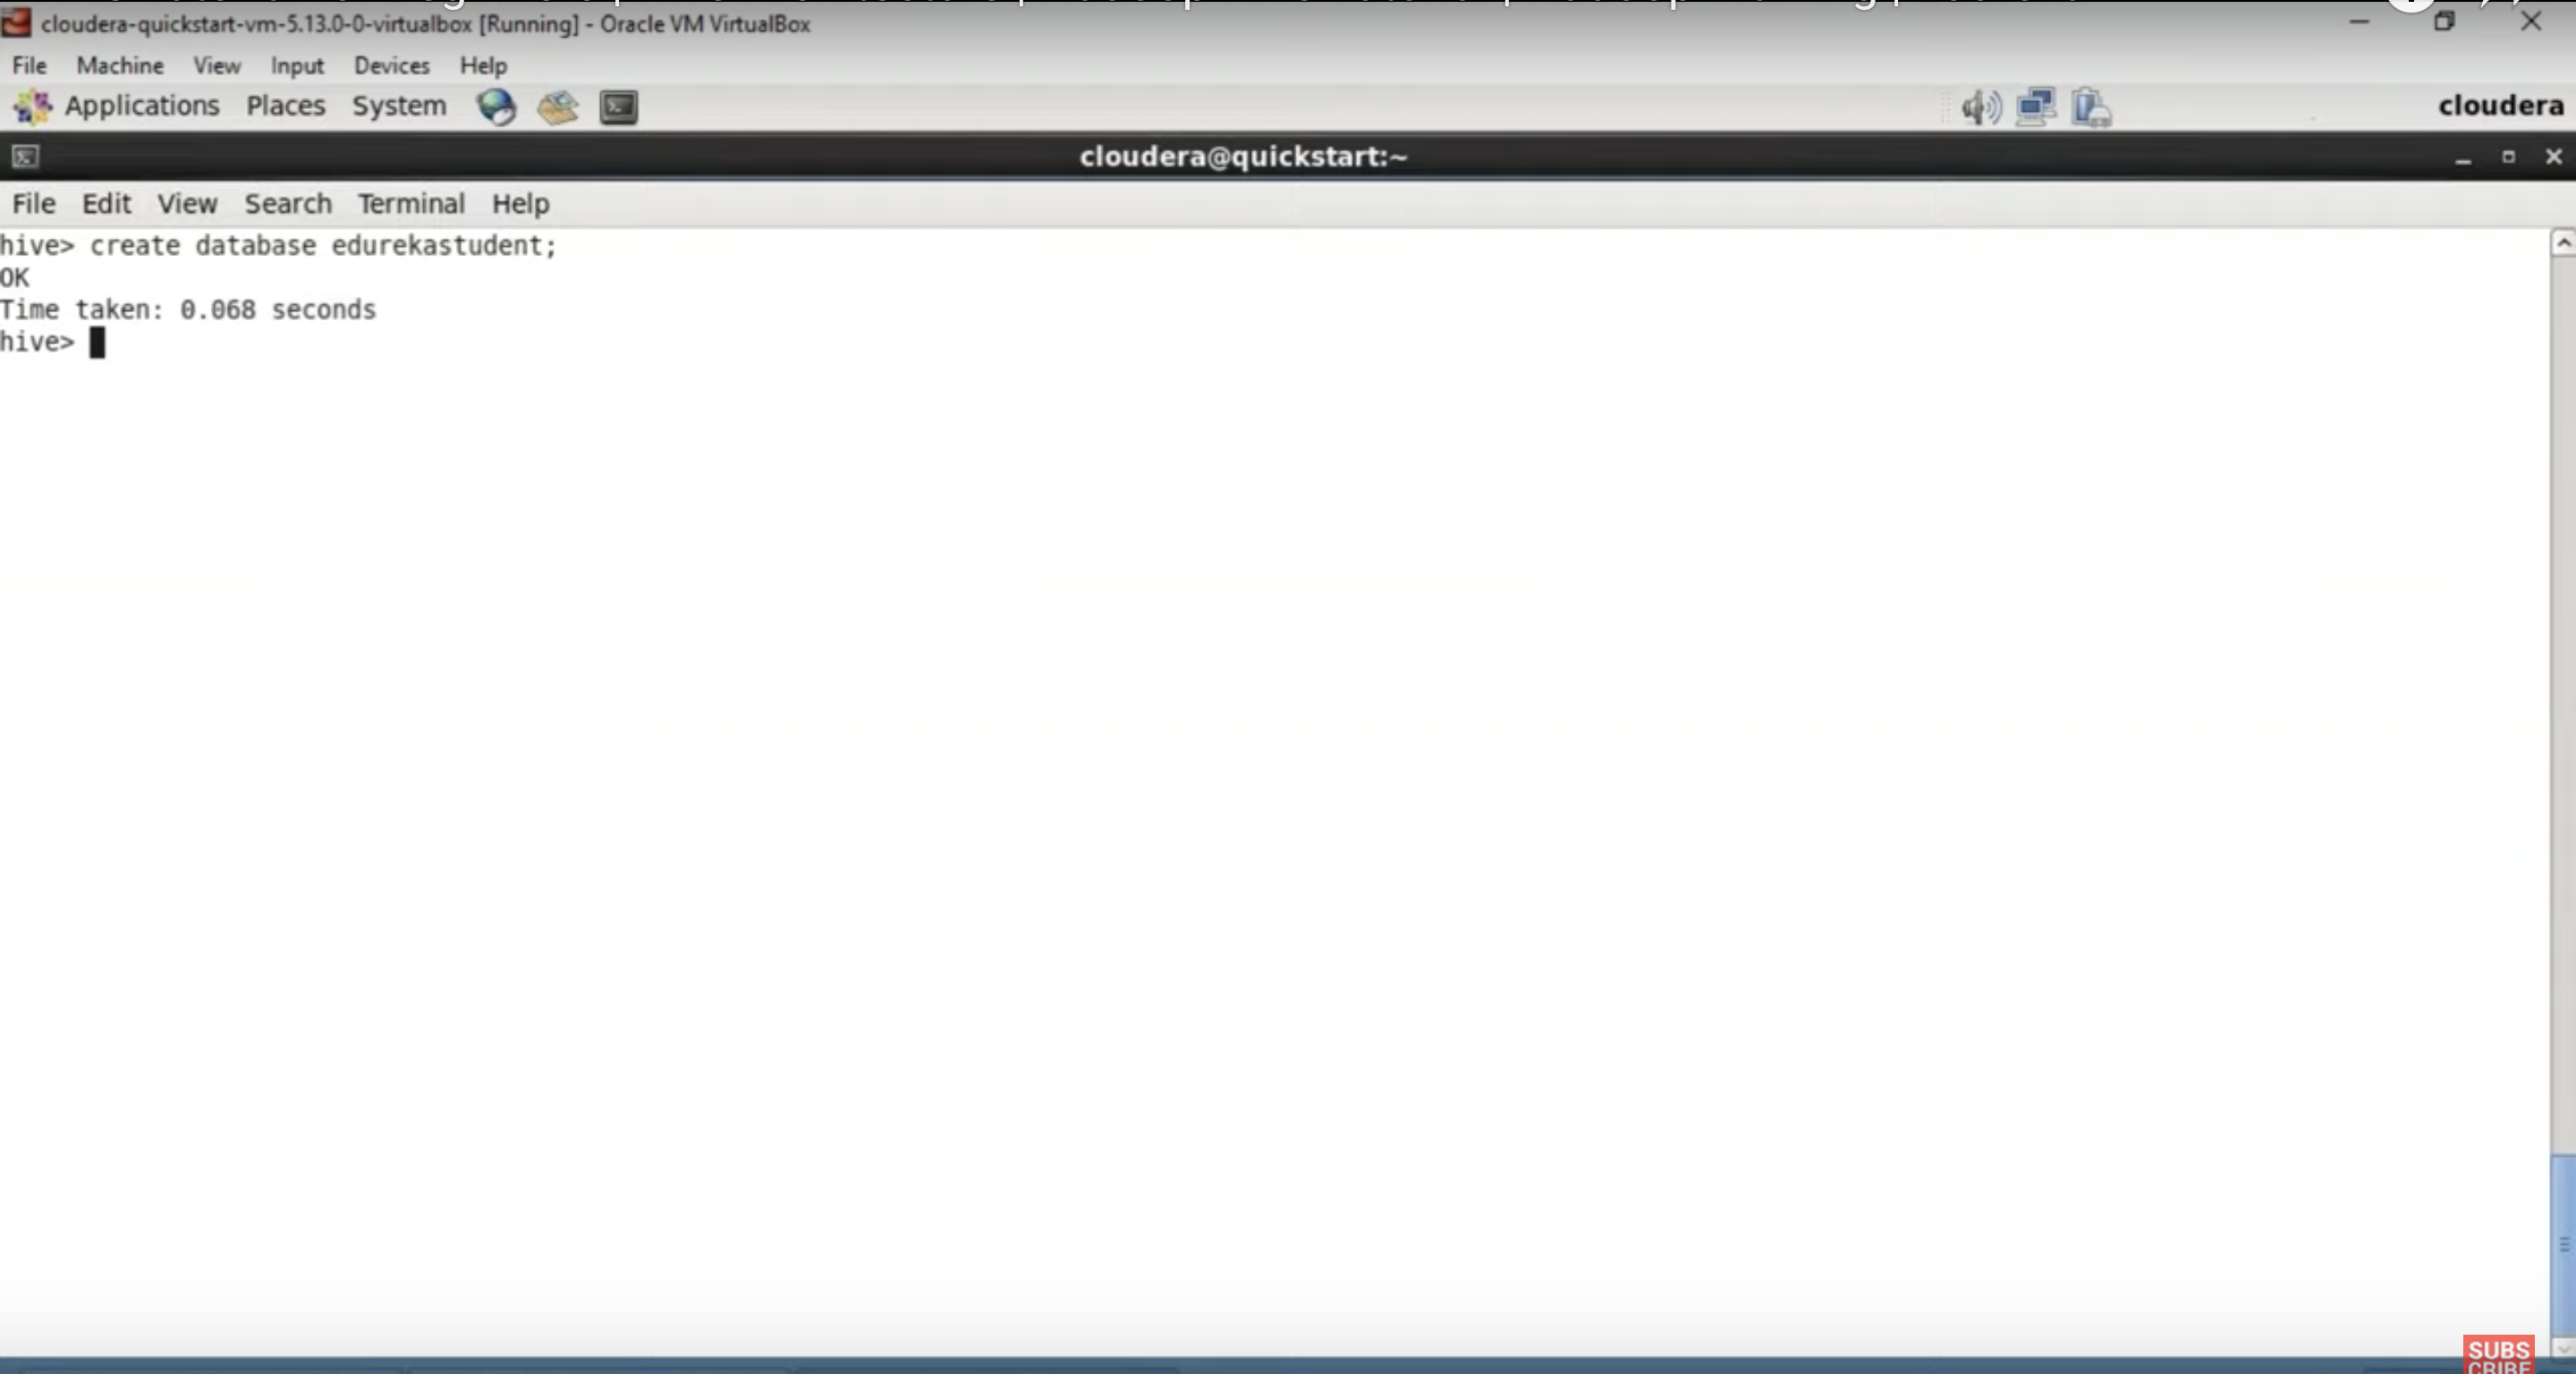 cloudera-quickstart-vm-5.13.0-0-virtualbox [Running] - Oracle VM VirtualBox
File Machine View Input Devices Help
Applications Places System cloudera
cloudera@quickstart:~
File Edit View Search Terminal Help
hive> create database edurekastudent;
OK
Time taken: 0.068 seconds
hive>
SUBS
CRIBE